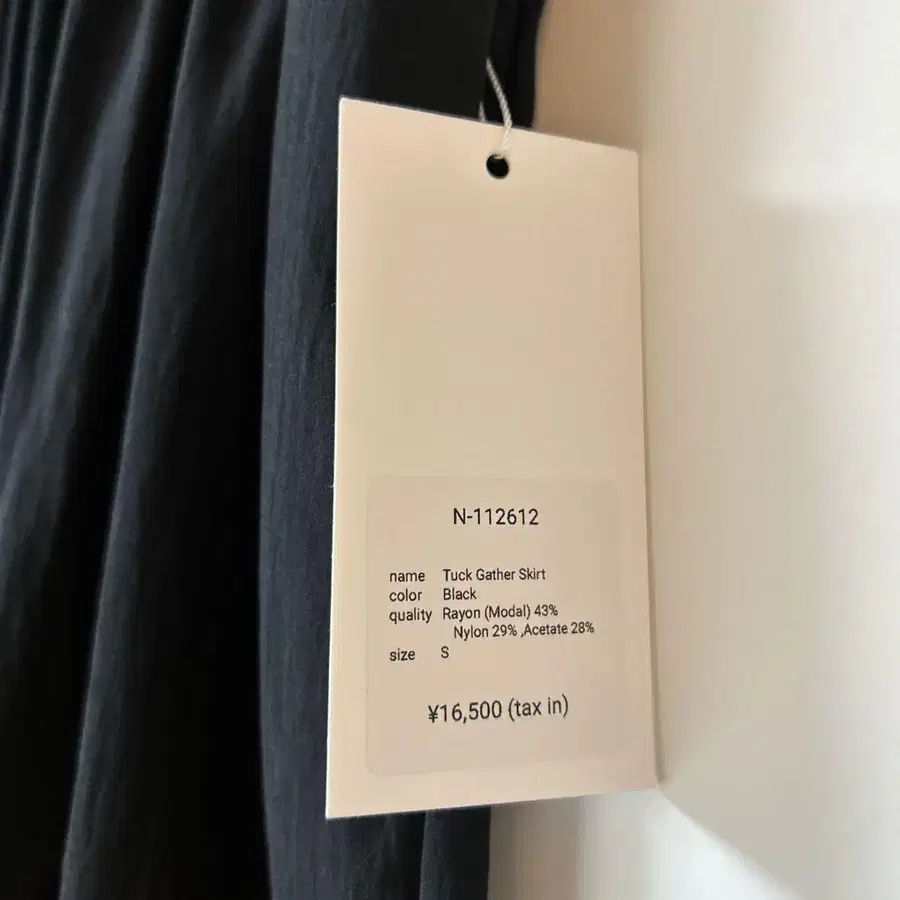 N-112612
name Tuck Gather Skirt
color Black
quality Rayon (Modal) 43%
Nylon 29% ,Acetate 28%
size S
¥16,500 (tax in)